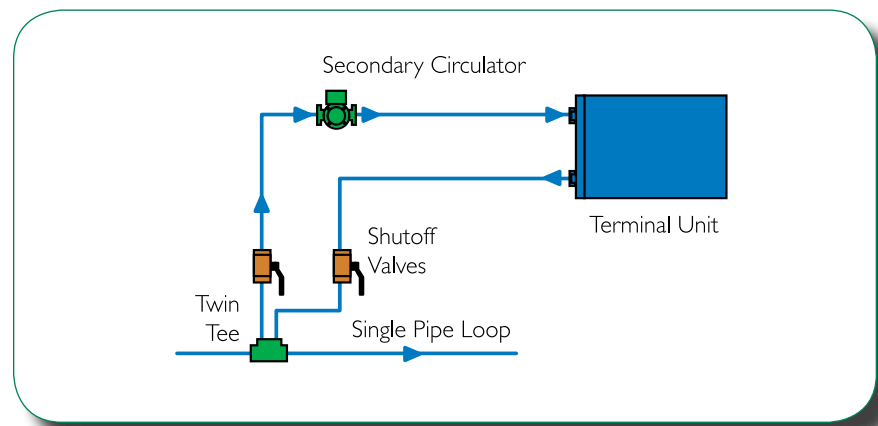 Secondary Circulator
Terminal Unit
Shutoff
Valves
Twin
Tee
Single Pipe Loop